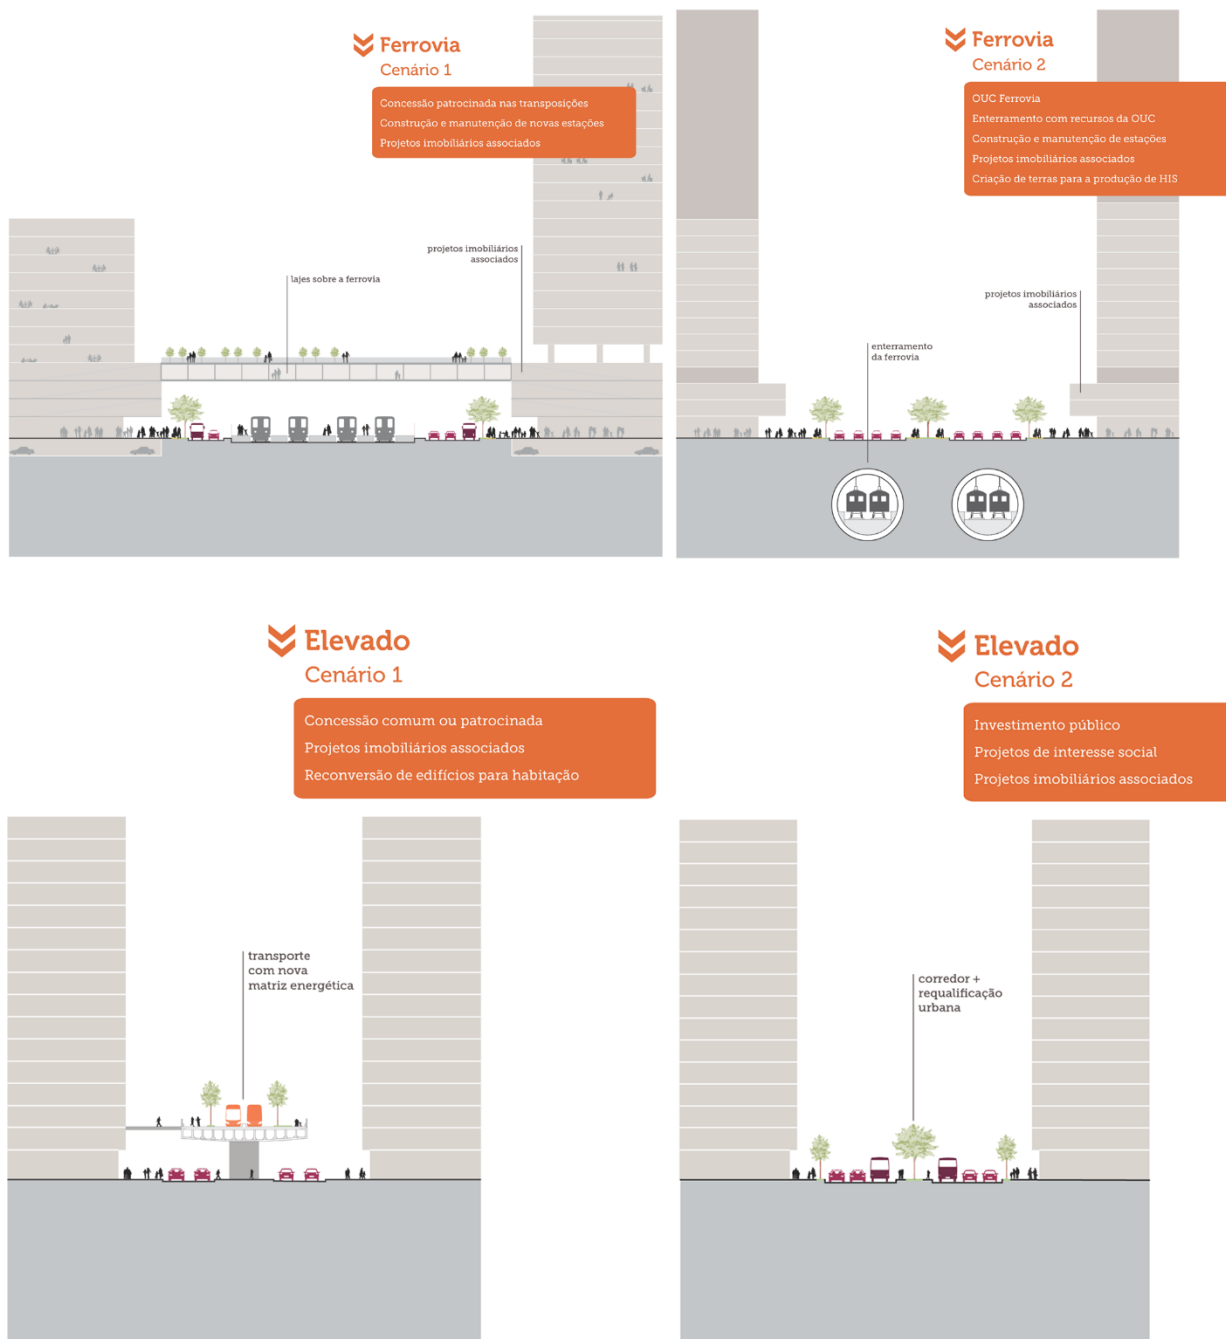 Ferrovia
Cenário 1
Concessão patrocinada nas transposições
Construção e manutenção de novas estações
Projetos imobiliários associados
projetos imobiliários
associados
lajes sobre a ferrovia
Ferrovia
Cenário 2
OUC Ferrovia
Enterramento com recursos da OUC
Construção e manutenção de estações
Projetos imobiliários associados
Criação de terras para a produção de HIS
projetos imobiliários
associados
enterramento
da ferrovia
Elevado
Cenário 1
Concessão comum ou patrocinada
Projetos imobiliários associados
Reconversão de edifícios para habitação
transporte
com nova
matriz energética
Elevado
Cenário 2
Investimento público
Projetos de interesse social
Projetos imobiliários associados
corredor +
requalificação
urbana